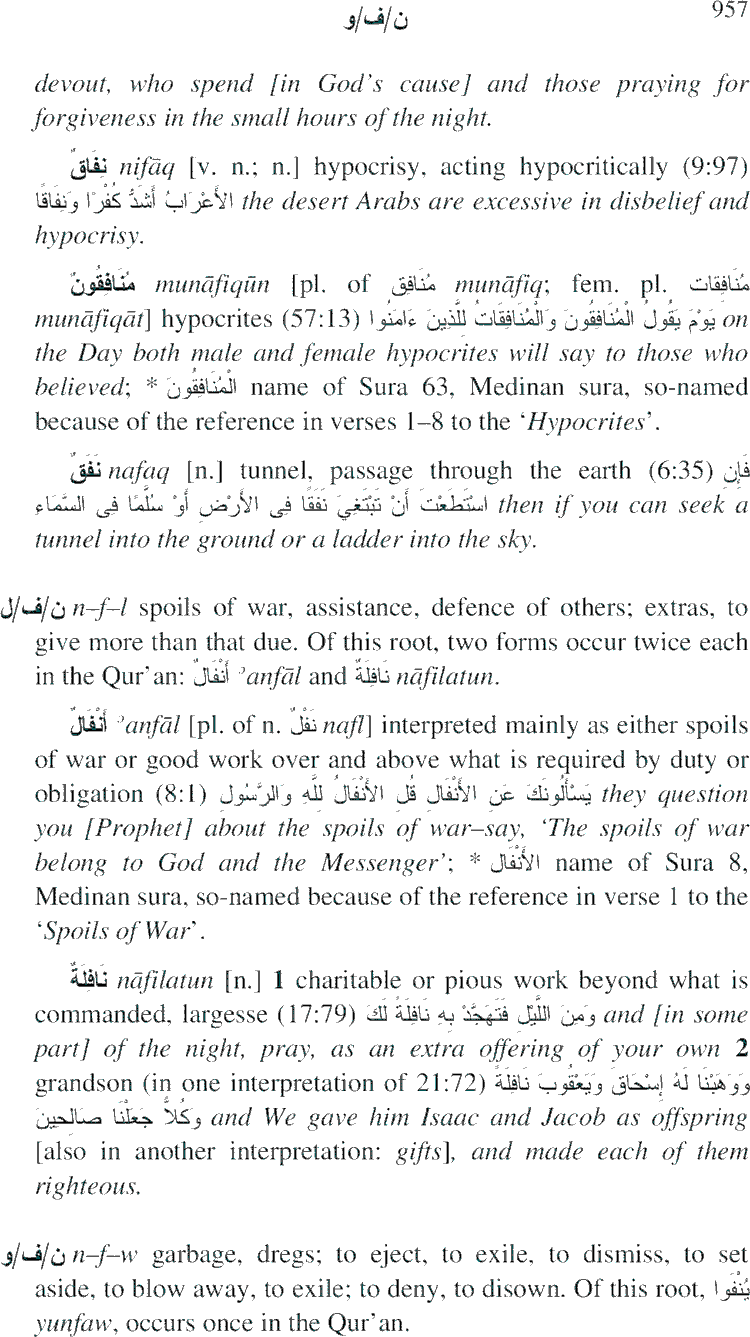 ن/ف/و 957
devout, who spend [in God's cause] and those praying for
forgiveness in the small hours of the night.
نِفَاقٌ nifāq [v. n.; n.] hypocrisy, acting hypocritically (9:97)
الأَعْرَابُ أَشَدُّ كُفْرًا وَنِفَاقًا the desert Arabs are excessive in disbelief and
hypocrisy.
مُنَافِقُونَ munāfiqūn [pl. of مُنَافِق munāfiq; fem. pl. مُنَافِقات
munāfiqāt] hypocrites (57:13) يَوْمَ يَقُولُ الْمُنَافِقُونَ وَالْمُنَافِقَاتُ لِلَّذِينَ ءَامَنُوا on
the Day both male and female hypocrites will say to those who
believed; * الْمُنَافِقُونَ name of Sura 63, Medinan sura, so-named
because of the reference in verses 1–8 to the ‘Hypocrites’.
نَفَقٌ nafaq [n.] tunnel, passage through the earth (6:35) فَإِنِ
اسْتَطَعْتَ أَنْ تَبْتَغِيَ نَفَقًا فِى الأَرْضِ أَوْ سُلَّمًا فِى السَّمَاءِ then if you can seek a
tunnel into the ground or a ladder into the sky.
ن/ف/ل n–f–l spoils of war, assistance, defence of others; extras, to
give more than that due. Of this root, two forms occur twice each
in the Qur'an: أَنْفَالٌ ʾanfāl and نَافِلَةٌ nāfilatun.
أَنْفَالٌ ʾanfāl [pl. of n. نَفْلٌ nafl] interpreted mainly as either spoils
of war or good work over and above what is required by duty or
obligation (8:1) يَسْأَلُونَكَ عَنِ الأَنْفَالِ قُلِ الأَنْفَالُ لِلَّهِ وَالرَّسُولِ they question
you [Prophet] about the spoils of war–say, ‘The spoils of war
belong to God and the Messenger’; * الأَنْفَالِ name of Sura 8,
Medinan sura, so-named because of the reference in verse 1 to the
‘Spoils of War’.
نَافِلَةٌ nāfilatun [n.] 1 charitable or pious work beyond what is
commanded, largesse (17:79) وَمِنَ اللَّيْلِ فَتَهَجَّدْ بِهِ نَافِلَةً لَكَ and [in some
part] of the night, pray, as an extra offering of your own 2
grandson (in one interpretation of 21:72) وَوَهَبْنَا لَهُ إِسْحَاقَ وَيَعْقُوبَ نَافِلَةً
وَكُلاًّ جَعَلْنَا صَالِحِينَ and We gave him Isaac and Jacob as offspring
[also in another interpretation: gifts], and made each of them
righteous.
ن/ف/و n–f–w garbage, dregs; to eject, to exile, to dismiss, to set
aside, to blow away, to exile; to deny, to disown. Of this root, يُنْفَوا
yunfaw, occurs once in the Qur'an.